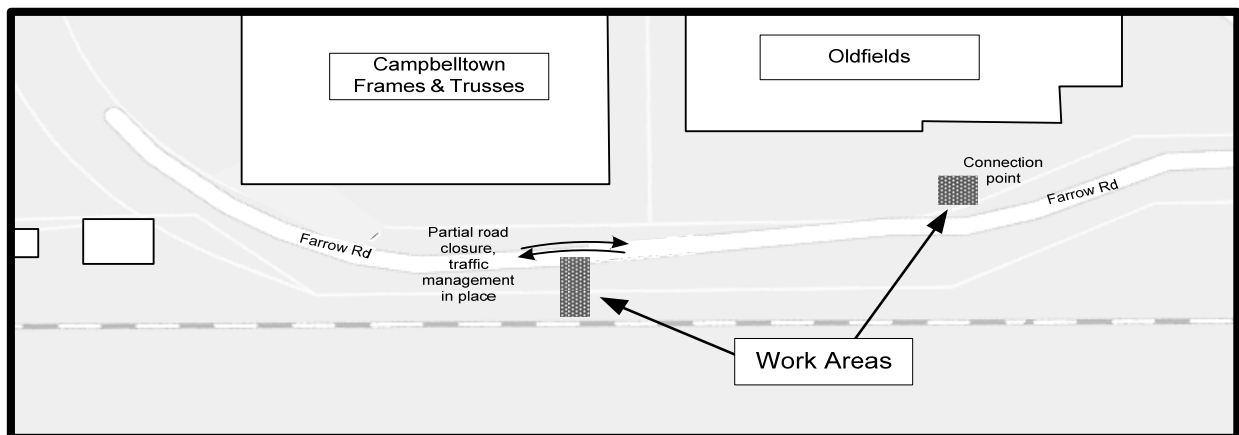 Campbelltown
Frames & Trusses
Oldfields
Connection
point
Farrow Rd
Farrow Rd
Partial road
closure,
traffic
management
in place
Work Areas